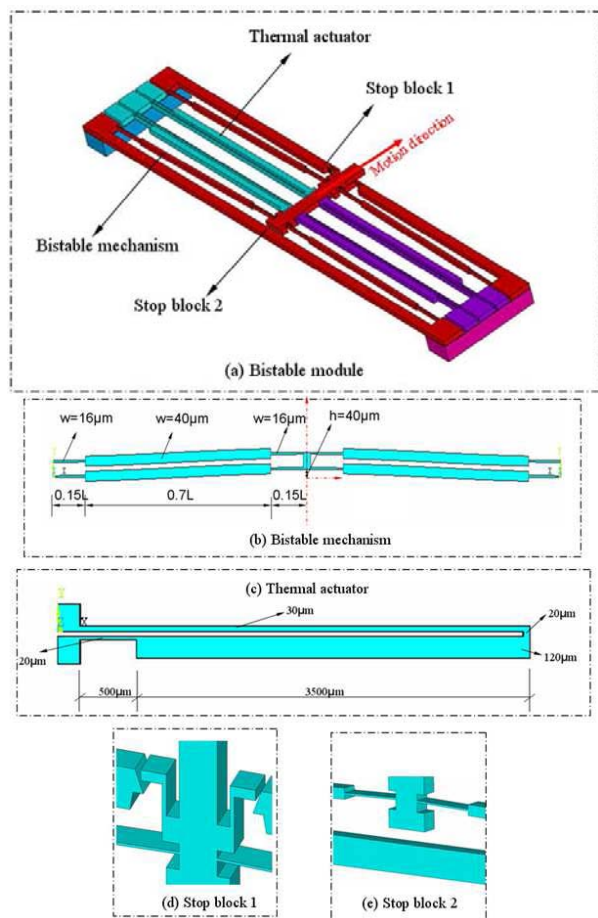 Thermal actuator
Stop block 1
Motion direction
Bistable mechanism
Stop block 2
(a) Bistable module
w=16µm
w=40µm
w=16µm
h=40µm
0.15L
0.7L
0.15L
(b) Bistable mechanism
(c) Thermal actuator
30µm
20µm
20µm
120µm
500µm
3500µm
(d) Stop block 1
(e) Stop block 2